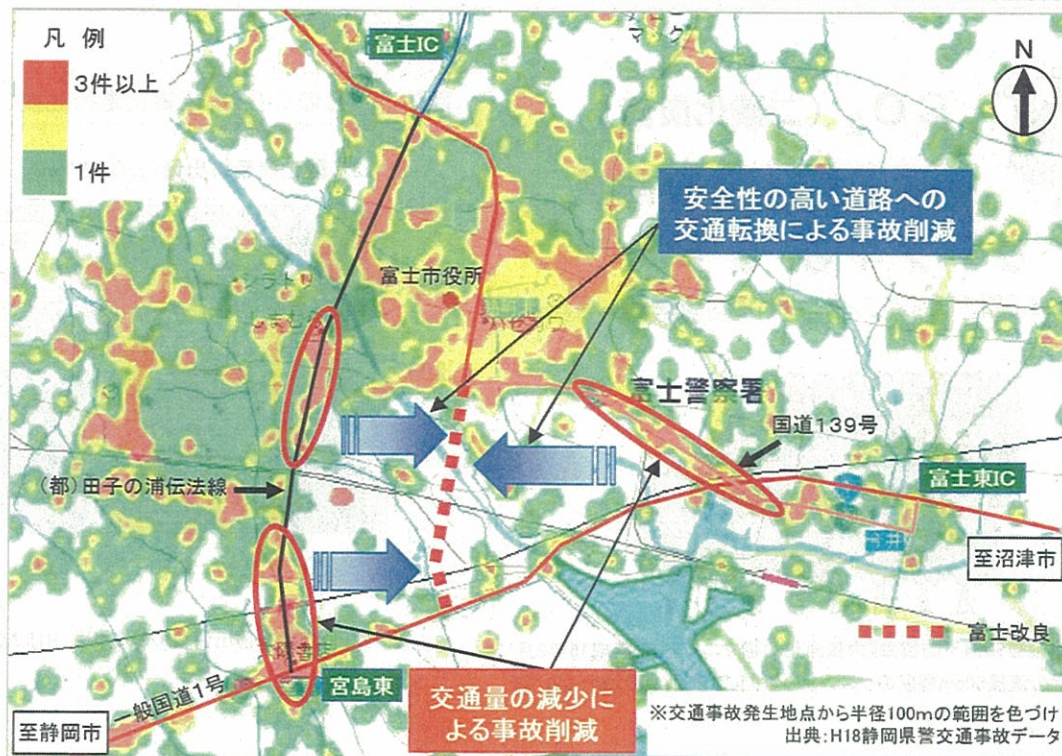 凡 例
3件以上
1件
富士IC
N
安全性の高い道路への
交通転換による事故削減
富士市役所
富士警察署
国道139号
(都)田子の浦伝法線
富士東IC
至沼津市
富士改良
宮島東
一般国道1号
至静岡市
交通量の減少に
よる事故削減
※交通事故発生地点から半径100mの範囲を色づけ
出典:H18静岡県警交通事故データ